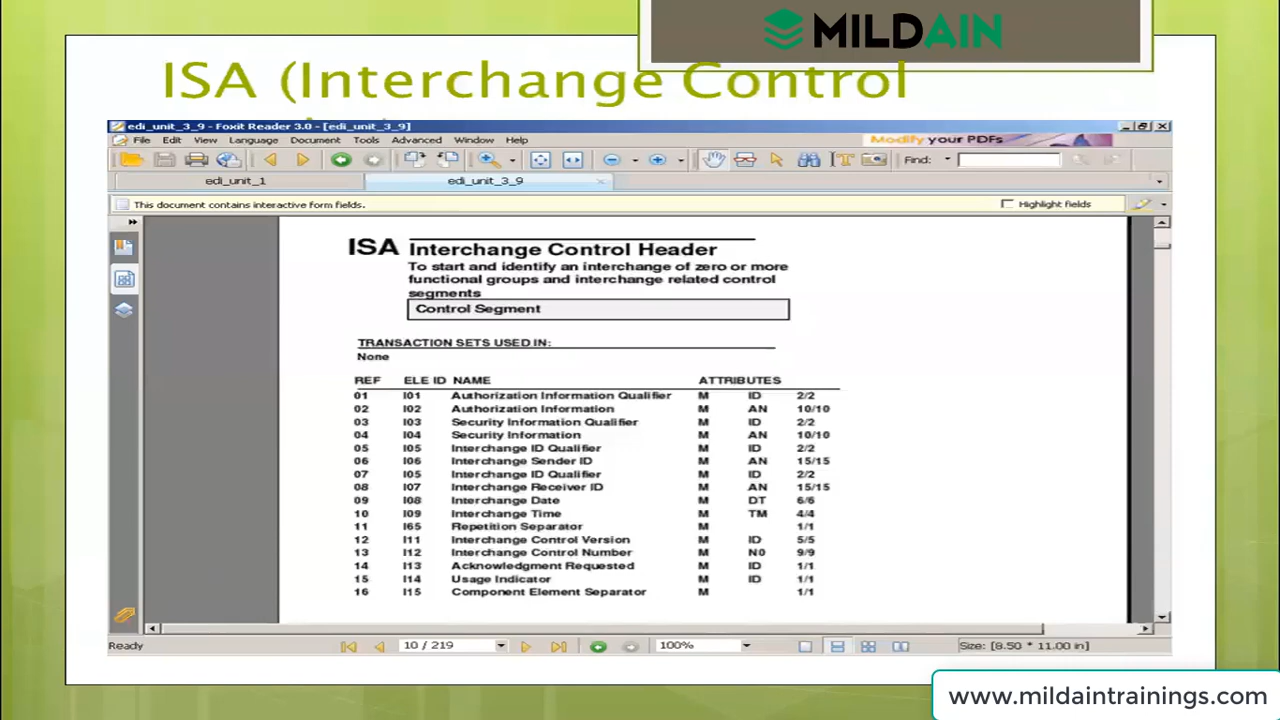 MILDAIN
ISA (Interchange Control
edi_unit_3_9 - Foxit Reader 3.0 - [edi_unit_3_9]
File Edit View Language Document Tools Advanced Window Help
Modify your PDFs
Find:
edi_unit_1 edi_unit_3_9
This document contains interactive form fields. Highlight fields
ISA Interchange Control Header
To start and identify an interchange of zero or more
functional groups and interchange related control
segments
Control Segment
TRANSACTION SETS USED IN:
None
REF ELE ID NAME ATTRIBUTES
01 I01 Authorization Information Qualifier M ID 2/2
02 I02 Authorization Information M AN 10/10
03 I03 Security Information Qualifier M ID 2/2
04 I04 Security Information M AN 10/10
05 I05 Interchange ID Qualifier M ID 2/2
06 I06 Interchange Sender ID M AN 15/15
07 I05 Interchange ID Qualifier M ID 2/2
08 I07 Interchange Receiver ID M AN 15/15
09 I08 Interchange Date M DT 6/6
10 I09 Interchange Time M TM 4/4
11 I65 Repetition Separator M 1/1
12 I11 Interchange Control Version M ID 5/5
13 I12 Interchange Control Number M N0 9/9
14 I13 Acknowledgment Requested M ID 1/1
15 I14 Usage Indicator M ID 1/1
16 I15 Component Element Separator M 1/1
Ready 10 / 219 100% Size: [8.50 * 11.00 in]
www.mildaintrainings.com